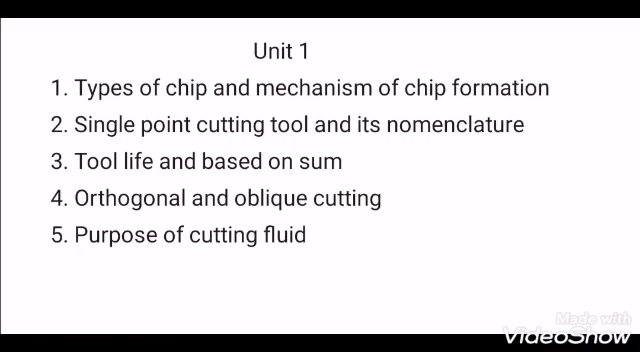 Unit 1
1. Types of chip and mechanism of chip formation
2. Single point cutting tool and its nomenclature
3. Tool life and based on sum
4. Orthogonal and oblique cutting
5. Purpose of cutting fluid
Made with
VideoShow